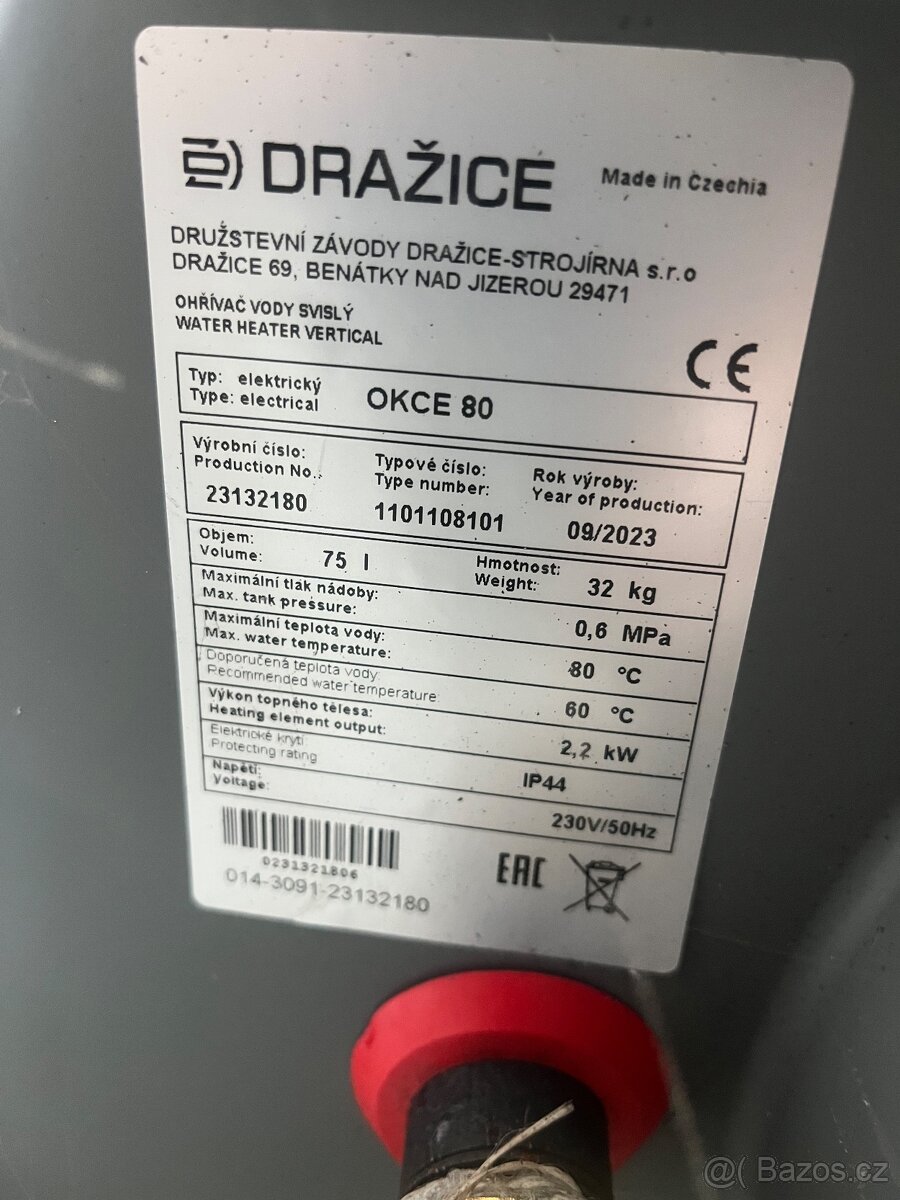 DRAŽICE
Made in Czechia
DRUŽSTEVNÍ ZÁVODY DRAŽICE-STROJÍRNA s.r.o
DRAŽICE 69, BENÁTKY NAD JIZEROU 29471
OHŘÍVAČ VODY SVISLÝ
WATER HEATER VERTICAL
CE
Typ: elektrický
Type: electrical
OKCE 80
Výrobní číslo:
Production No.:
23132180
Typové číslo:
Type number:
1101108101
Rok výroby:
Year of production:
09/2023
Objem:
Volume:
75 l
Hmotnost:
Weight:
32 kg
Maximální tlak nádoby:
Max. tank pressure:
0,6 MPa
Maximální teplota vody:
Max. water temperature:
80 °C
Doporučená teplota vody:
Recommended water temperature:
60 °C
Výkon topného tělesa:
Heating element output:
2,2 kW
Elektrické krytí
Protecting rating
IP44
Napětí:
Voltage:
230V/50Hz
0231321806
014-3091-23132180
EAC
@( Bazos.cz